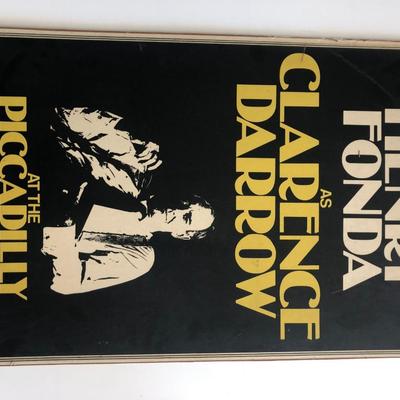 HENRY
FONDA
AS
CLARENCE
DARROW
AT THE
PICCADILLY